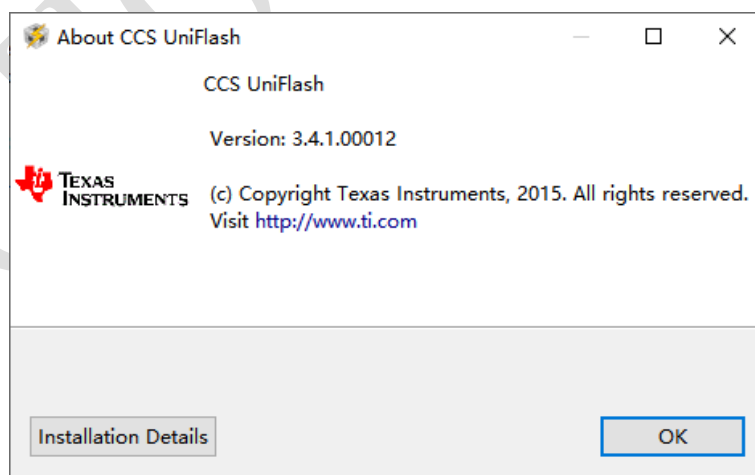 About CCS UniFlash
CCS UniFlash
Version: 3.4.1.00012
TEXAS
INSTRUMENTS
(c) Copyright Texas Instruments, 2015. All rights reserved.
Visit http://www.ti.com
Installation Details
OK